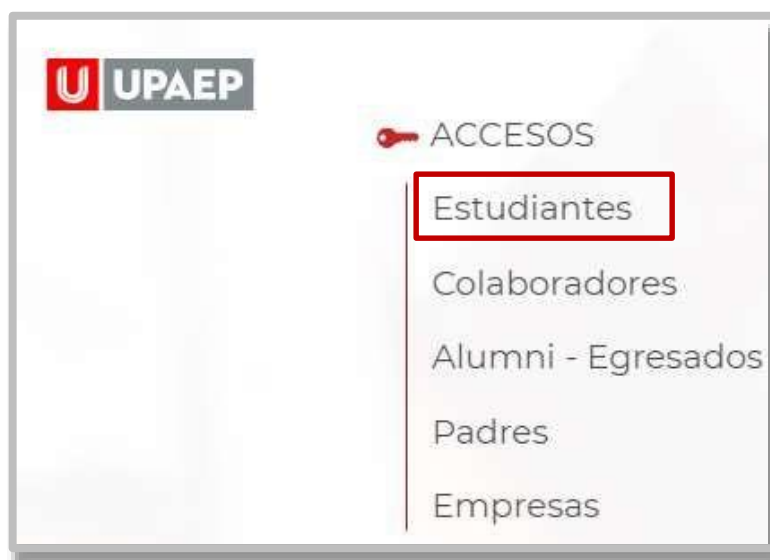 U UPAEP
ACCESOS
Estudiantes
Colaboradores
Alumni - Egresados
Padres
Empresas